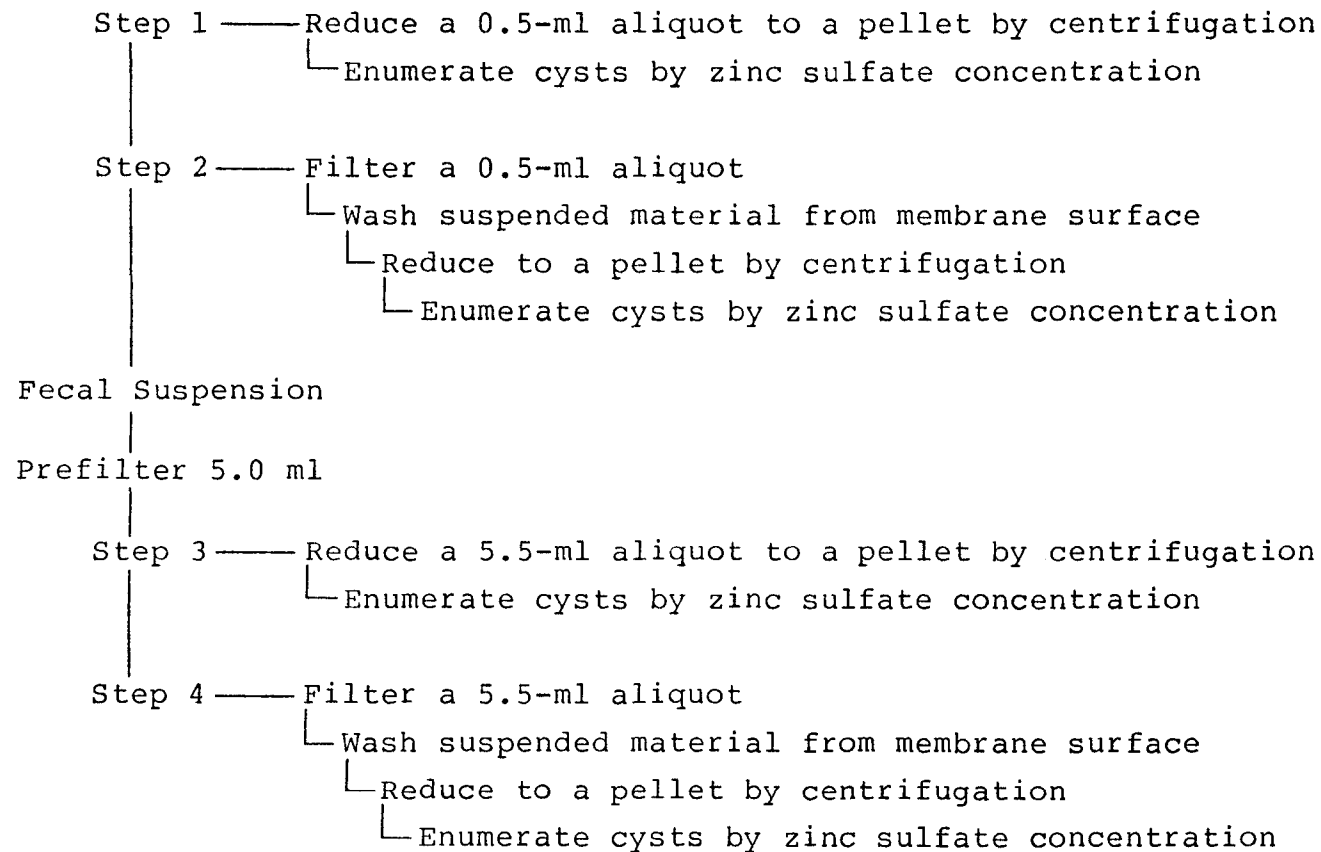 Step 1 Reduce a 0.5-ml aliquot to a pellet by centrifugation
Enumerate cysts by zinc sulfate concentration
Step 2 Filter a 0.5-ml aliquot
Wash suspended material from membrane surface
Reduce to a pellet by centrifugation
Enumerate cysts by zinc sulfate concentration
Fecal Suspension
Prefilter 5.0 ml
Step 3 Reduce a 5.5-ml aliquot to a pellet by centrifugation
Enumerate cysts by zinc sulfate concentration
Step 4 Filter a 5.5-ml aliquot
Wash suspended material from membrane surface
Reduce to a pellet by centrifugation
Enumerate cysts by zinc sulfate concentration